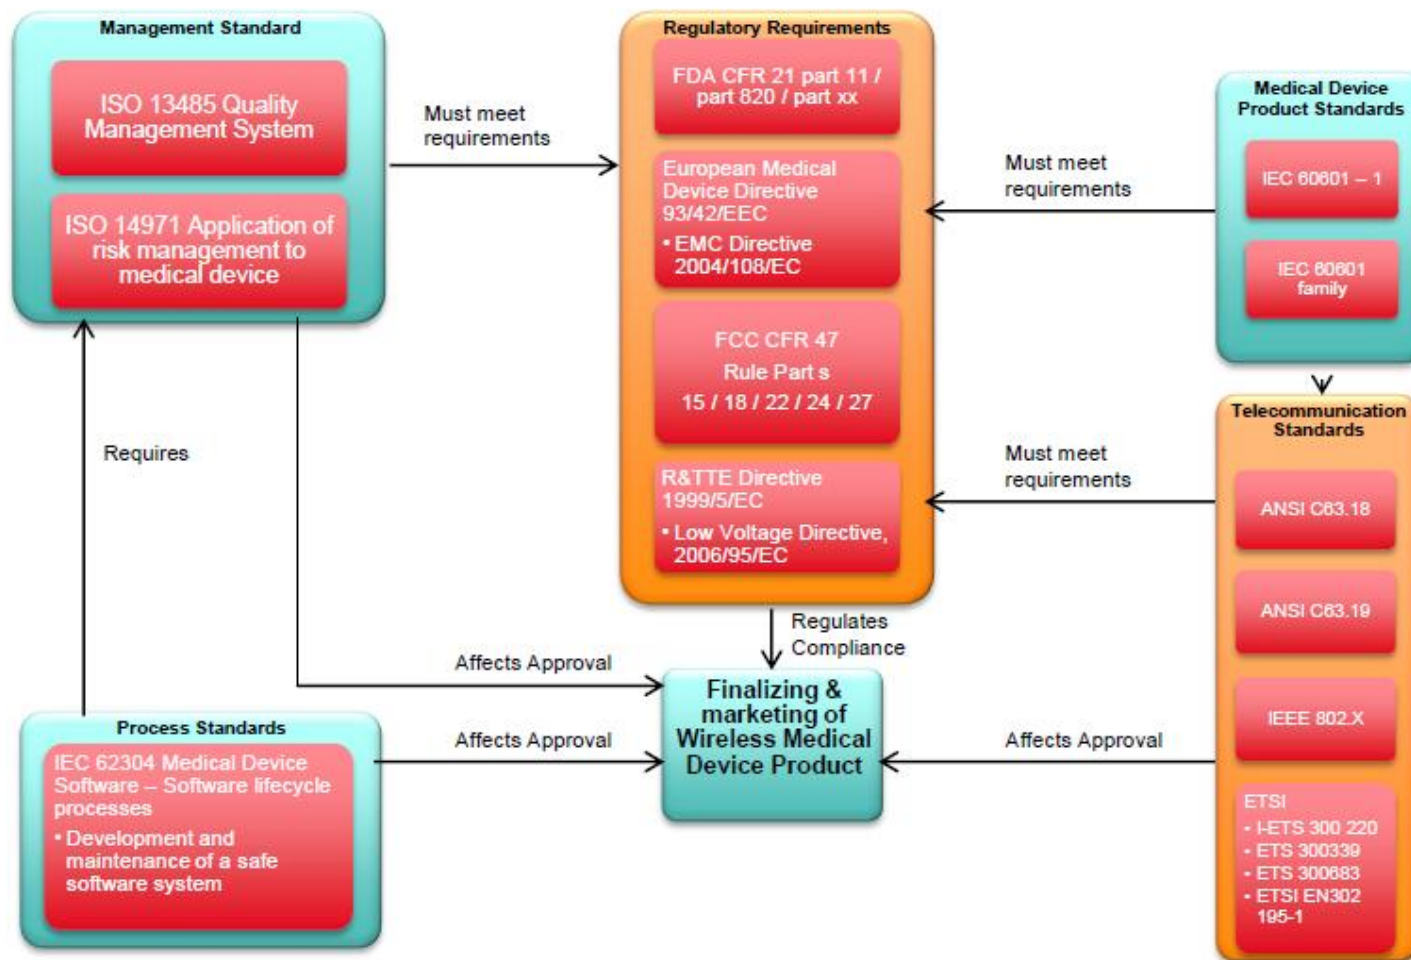 Management Standard
ISO 13485 Quality
Management System
ISO 14971 Application of
risk management to
medical device
Must meet
requirements
Regulatory Requirements
FDA CFR 21 part 11 /
part 820 / part xx
European Medical
Device Directive
93/42/EEC
• EMC Directive
2004/108/EC
FCC CFR 47
Rule Part s
15 / 18 / 22 / 24 / 27
R&TTE Directive
1999/5/EC
• Low Voltage Directive,
2006/95/EC
Must meet
requirements
Medical Device
Product Standards
IEC 60601 – 1
IEC 60601
family
Must meet
requirements
Telecommunication
Standards
ANSI C63.18
ANSI C63.19
IEEE 802.X
ETSI
• I-ETS 300 220
• ETS 300339
• ETS 300683
• ETSI EN302
195-1
Requires
Regulates
Compliance
Affects Approval
Affects Approval
Finalizing &
marketing of
Wireless Medical
Device Product
Affects Approval
Process Standards
IEC 62304 Medical Device
Software – Software lifecycle
processes
• Development and
maintenance of a safe
software system